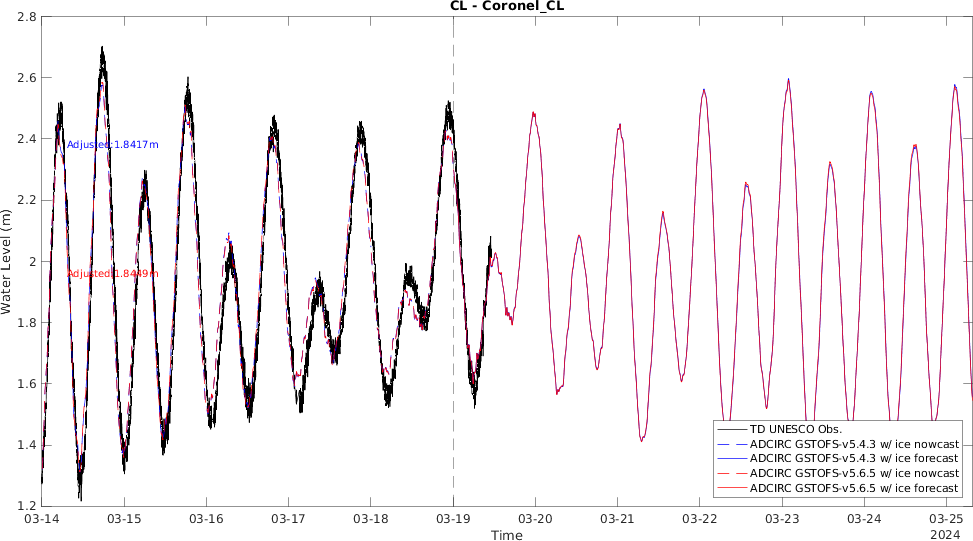 CL - Coronel_CL
2.8
2.6
2.4
2.2
2
1.8
1.6
1.4
1.2
Water Level (m)
Adjusted:1.8417m
Adjusted:1.8449m
TD UNESCO Obs.
ADCIRC GSTOFS-v5.4.3 w/ ice nowcast
ADCIRC GSTOFS-v5.4.3 w/ ice forecast
ADCIRC GSTOFS-v5.6.5 w/ ice nowcast
ADCIRC GSTOFS-v5.6.5 w/ ice forecast
03-14 03-15 03-16 03-17 03-18 03-19 03-20 03-21 03-22 03-23 03-24 03-25
2024
Time